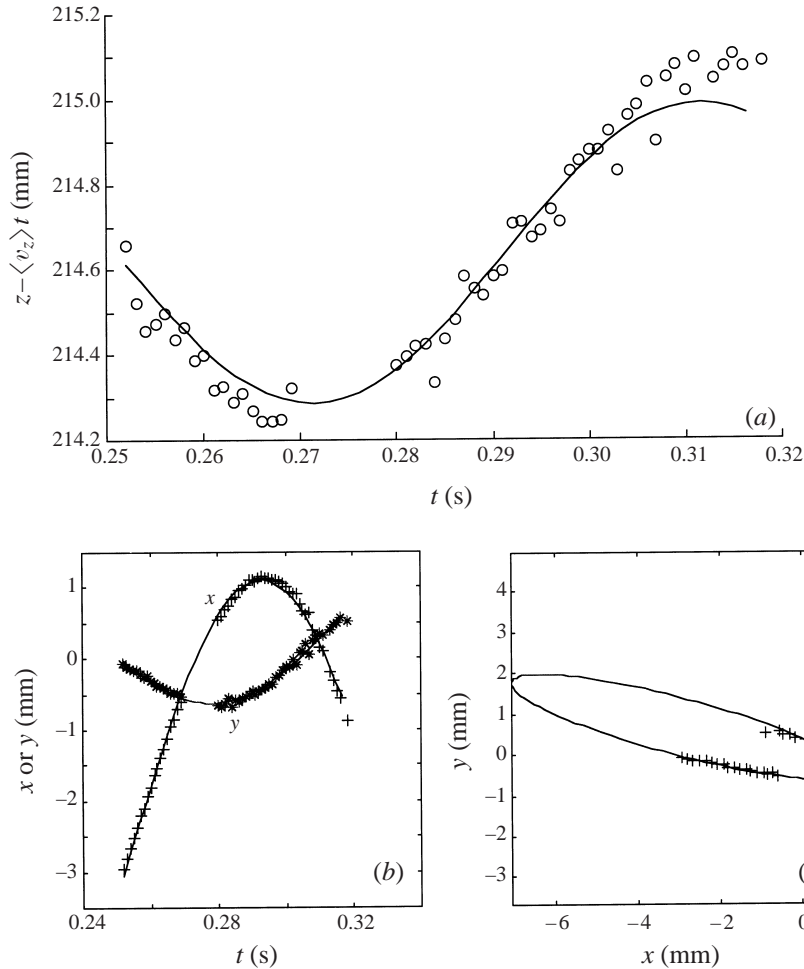 215.2
215.0
214.8
214.6
214.4
214.2
z–⟨v_z⟩ t (mm)
0.25 0.26 0.27 0.28 0.29 0.30 0.31 0.32
t (s)
(a)
1
0
−1
−2
−3
x or y (mm)
x
y
(b)
0.24 0.28 0.32
t (s)
4
3
2
1
0
−1
−2
−3
y (mm)
(
−6 −4 −2 0
x (mm)